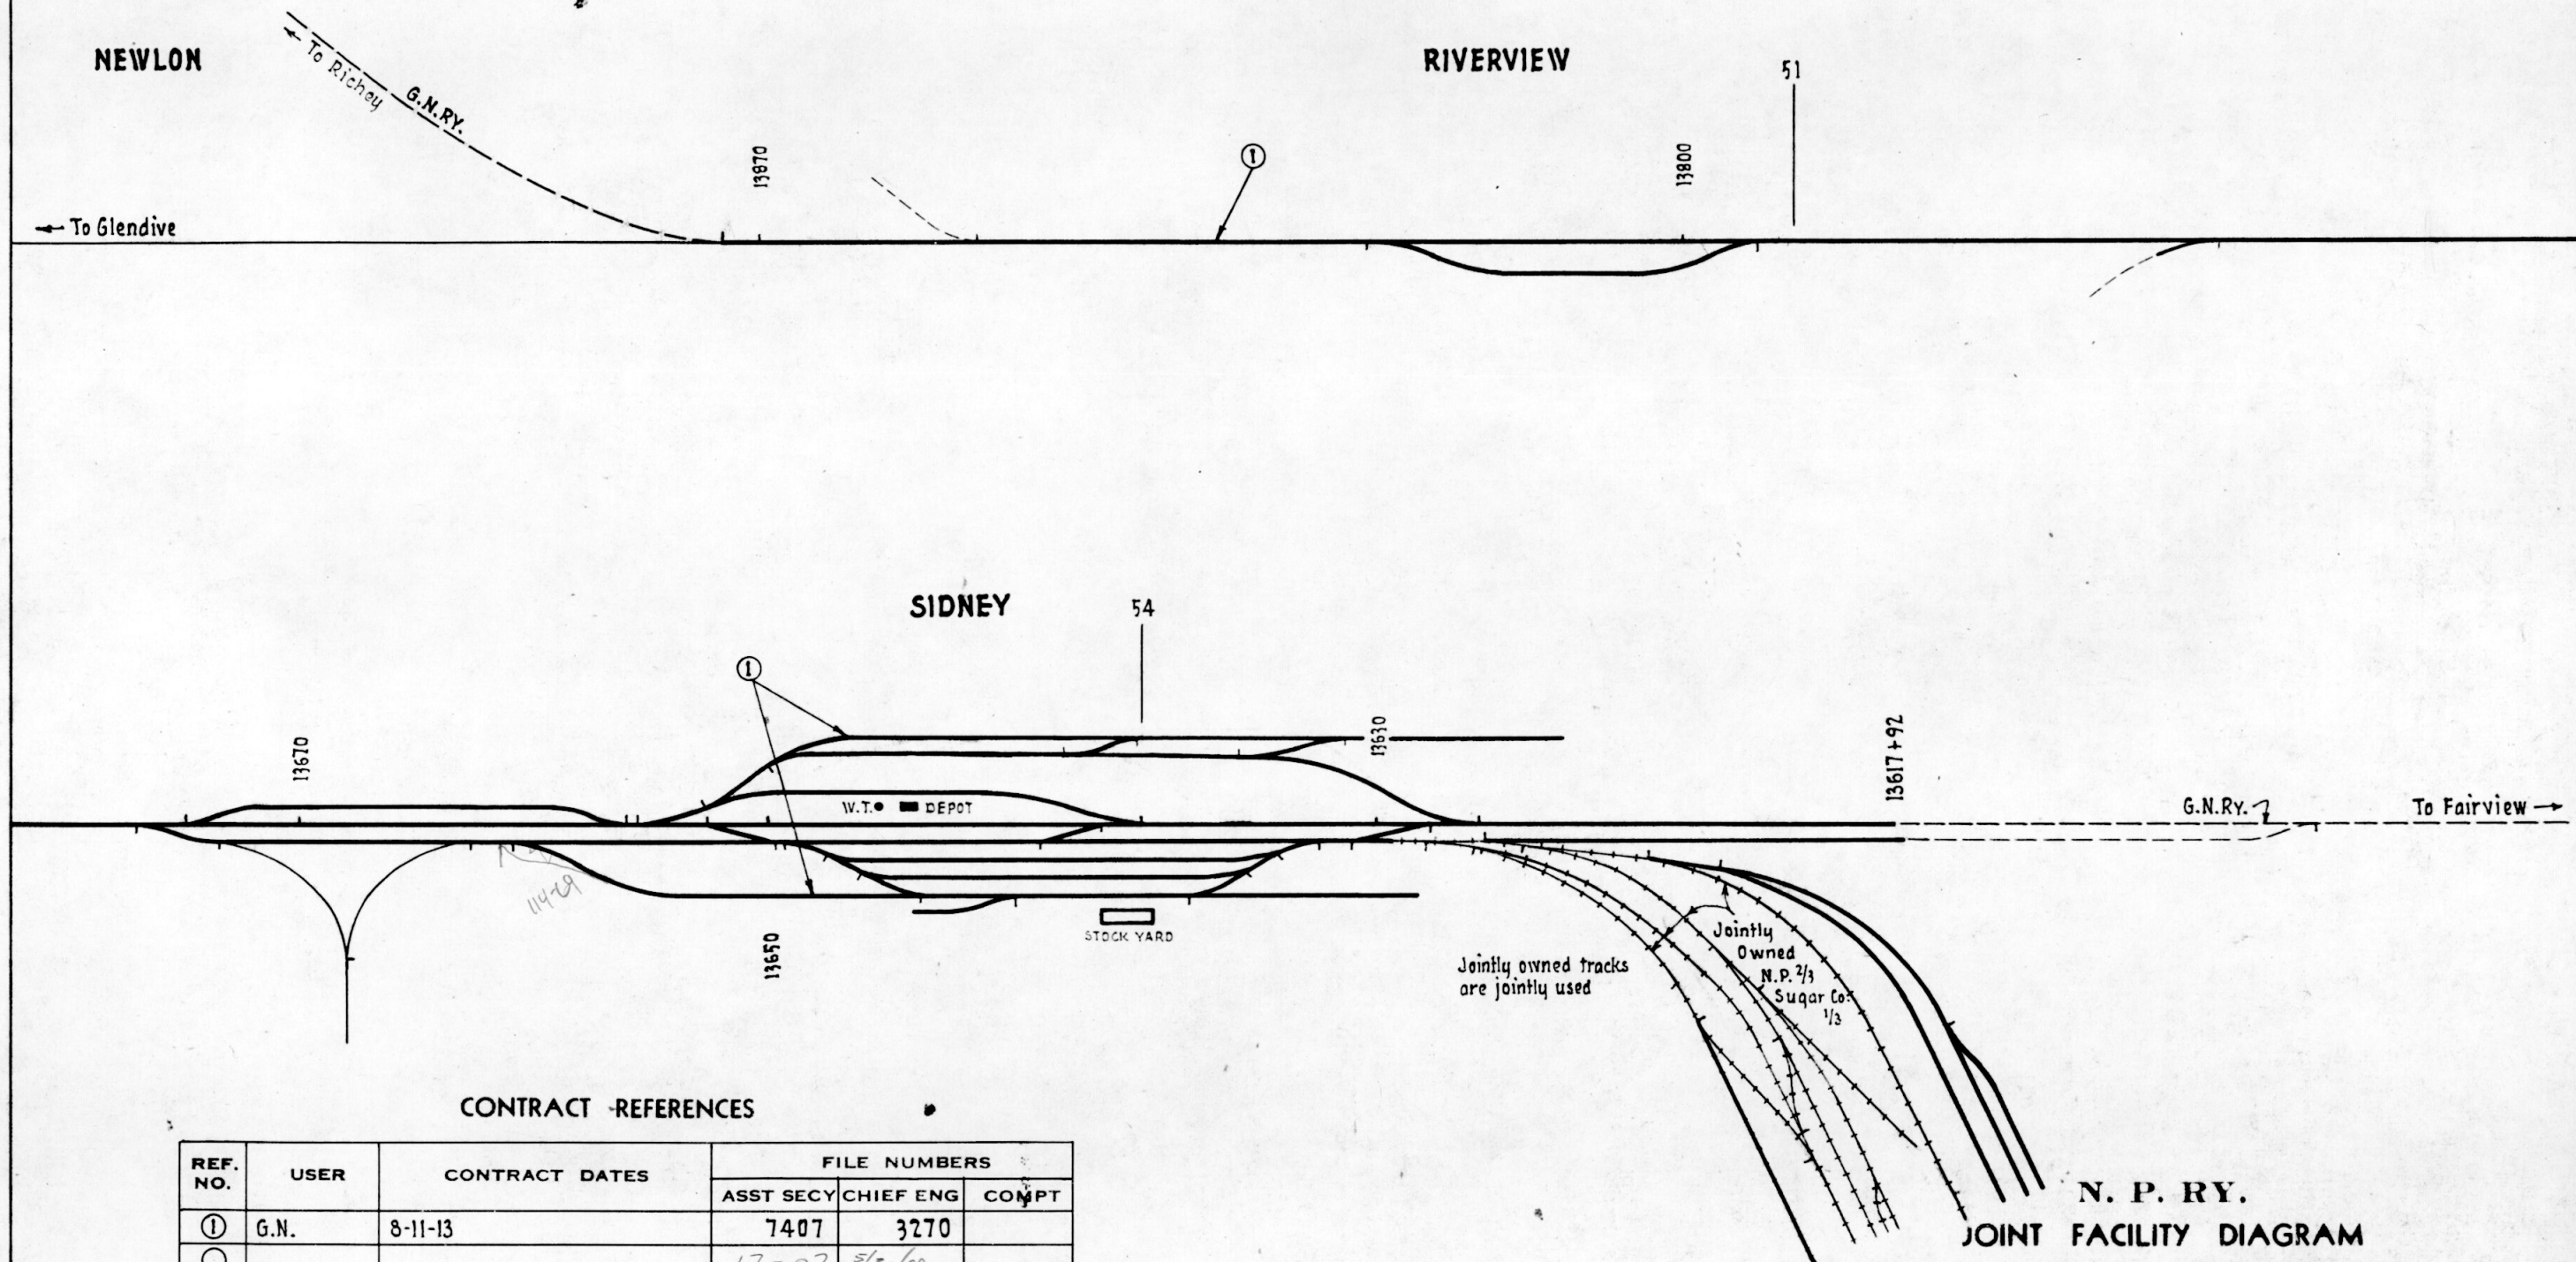 NEWLON
To Richey
G.N.RY.
RIVERVIEW
51
13870
13800
①
← To Glendive
SIDNEY
54
①
13670
13630
13617+92
W.T.
DEPOT
G.N.RY.
To Fairview →
114-69
13650
STOCK YARD
Jointly owned tracks
are jointly used
Jointly
Owned
N.P. 2/3
Sugar Co.
1/3
CONTRACT REFERENCES
REF. NO. USER CONTRACT DATES FILE NUMBERS
ASST SECY CHIEF ENG COMPT
① G.N. 8-11-13 7407 3270
N. P. RY.
JOINT FACILITY DIAGRAM